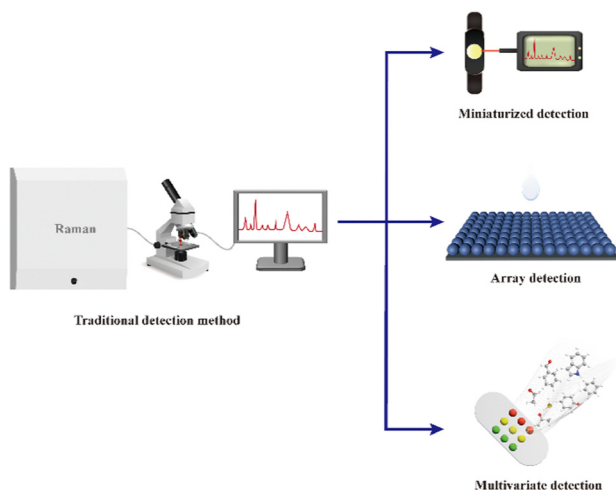 Miniaturized detection
Raman
Array detection
Traditional detection method
Multivariate detection